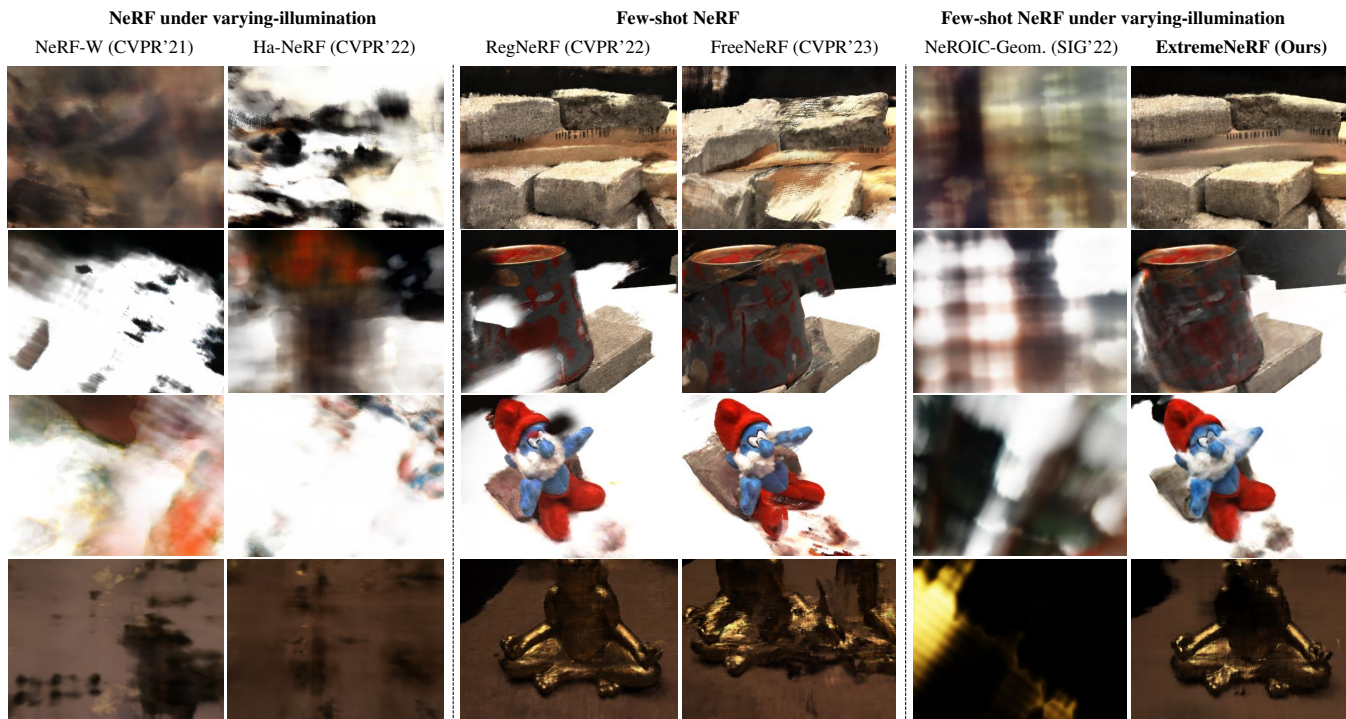 NeRF under varying-illumination
Few-shot NeRF
Few-shot NeRF under varying-illumination
NeRF-W (CVPR'21)
Ha-NeRF (CVPR'22)
RegNeRF (CVPR'22)
FreeNeRF (CVPR'23)
NeROIC-Geom. (SIG'22)
ExtremeNeRF (Ours)